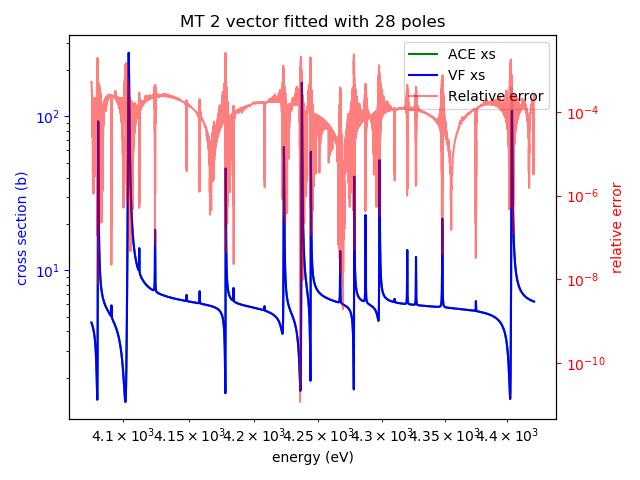 MT 2 vector fitted with 28 poles
ACE xs
VF xs
Relative error
10²
10¹
cross section (b)
10⁻⁴
10⁻⁶
10⁻⁸
10⁻¹⁰
relative error
4.1 × 10³ 4.15 × 10³ 4.2 × 10³ 4.25 × 10³ 4.3 × 10³ 4.35 × 10³ 4.4 × 10³
energy (eV)